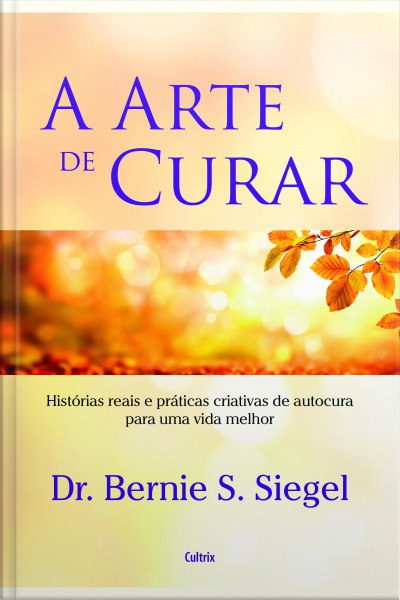 A ARTE
DE CURAR
Histórias reais e práticas criativas de autocura
para uma vida melhor
Dr. Bernie S. Siegel
Cultrix